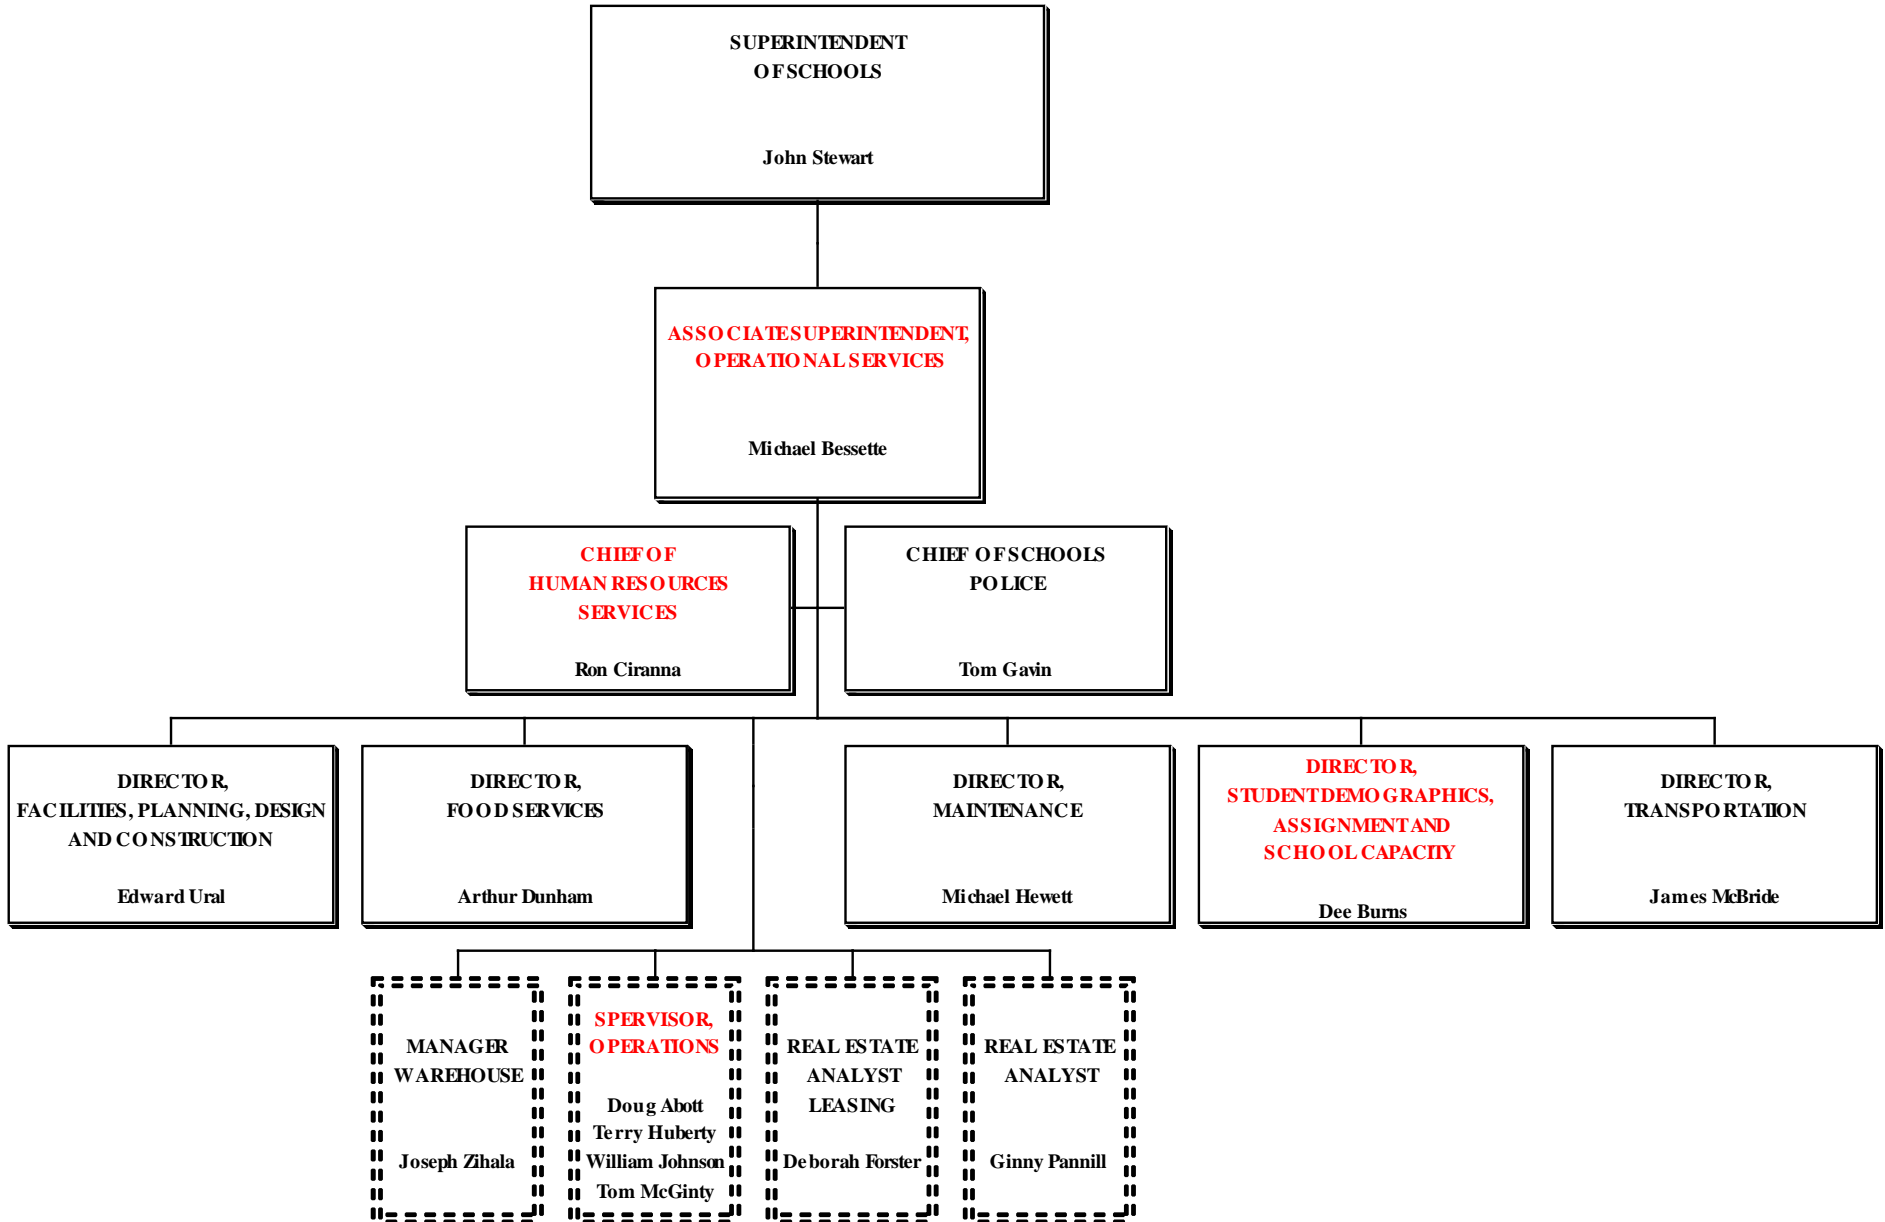 SUPERINTENDENT
OF SCHOOLS
John Stewart
ASSOCIATE SUPERINTENDENT,
OPERATIONAL SERVICES
Michael Bessette
CHIEF OF
HUMAN RESOURCES
SERVICES
Ron Ciranna
CHIEF OF SCHOOLS
POLICE
Tom Gavin
DIRECTOR,
FACILITIES, PLANNING, DESIGN
AND CONSTRUCTION
Edward Ural
DIRECTOR,
FOOD SERVICES
Arthur Dunham
DIRECTOR,
MAINTENANCE
Michael Hewett
DIRECTOR,
STUDENT DEMOGRAPHICS,
ASSIGNMENT AND
SCHOOL CAPACITY
Dee Burns
DIRECTOR,
TRANSPORTATION
James McBride
MANAGER
WAREHOUSE
Joseph Zihala
SPERVISOR,
OPERATIONS
Doug Abott
Terry Huberty
William Johnson
Tom McGinty
REAL ESTATE
ANALYST
LEASING
Deborah Forster
REAL ESTATE
ANALYST
Ginny Pannill